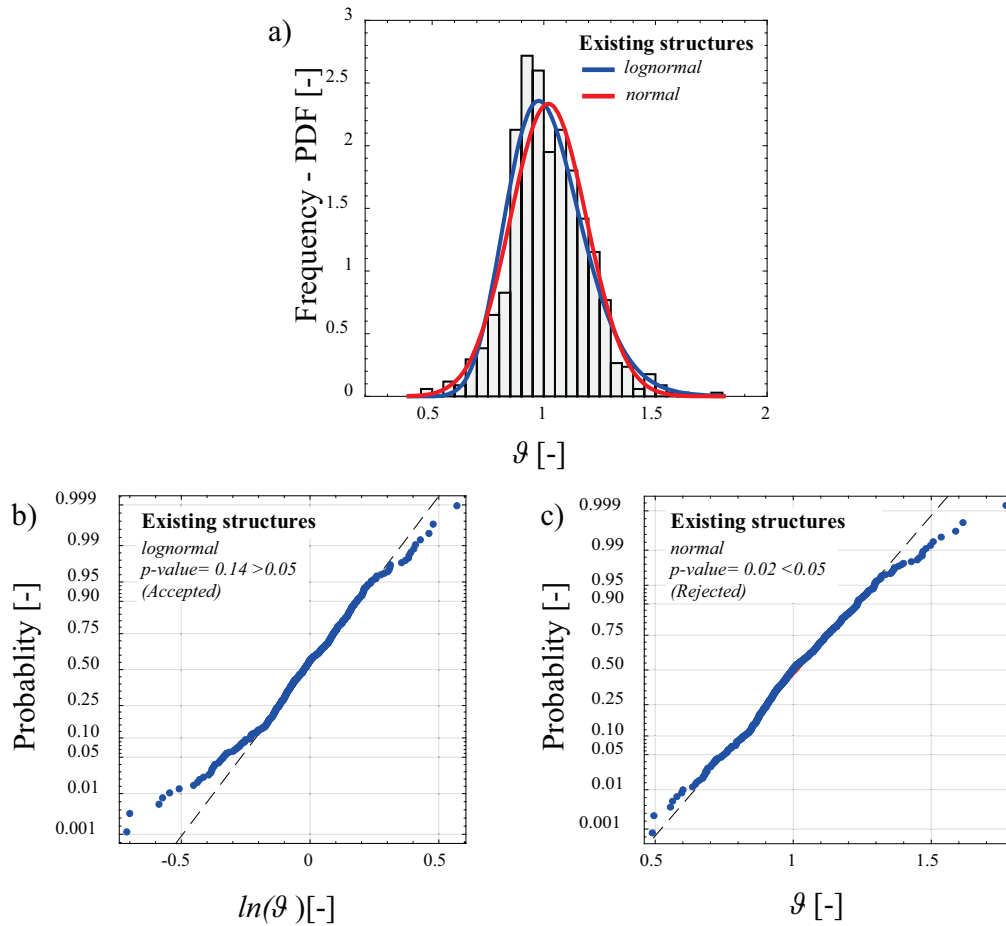 a)
Frequency - PDF [-]
3
2.5
2
1.5
1
0.5
0
Existing structures
lognormal
normal
0.5 1 1.5 2
ϑ [-]
b)
Probablity [-]
0.999
0.99
0.95
0.90
0.75
0.50
0.25
0.10
0.05
0.01
0.001
Existing structures
lognormal
p-value= 0.14 >0.05
(Accepted)
-0.5 0 0.5
ln(ϑ)[-]
c)
Probablity [-]
0.999
0.99
0.95
0.90
0.75
0.50
0.25
0.10
0.05
0.01
0.001
Existing structures
normal
p-value= 0.02 <0.05
(Rejected)
0.5 1 1.5
ϑ [-]